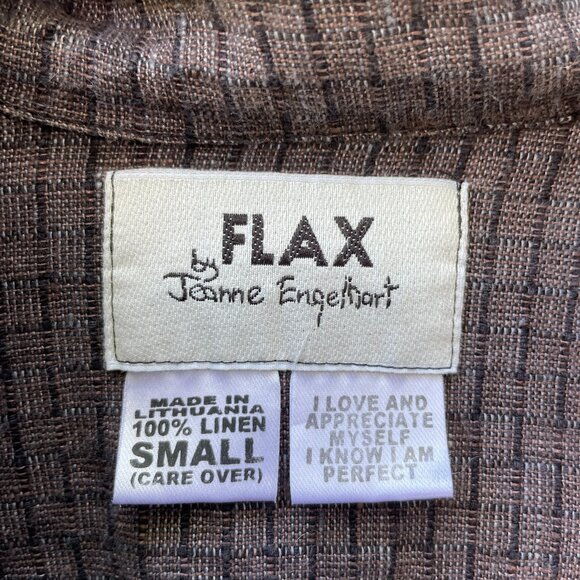 FLAX
by
Jeanne Engelhart
MADE IN
LITHUANIA
100% LINEN
SMALL
(CARE OVER)
I LOVE AND
APPRECIATE
MYSELF
I KNOW I AM
PERFECT